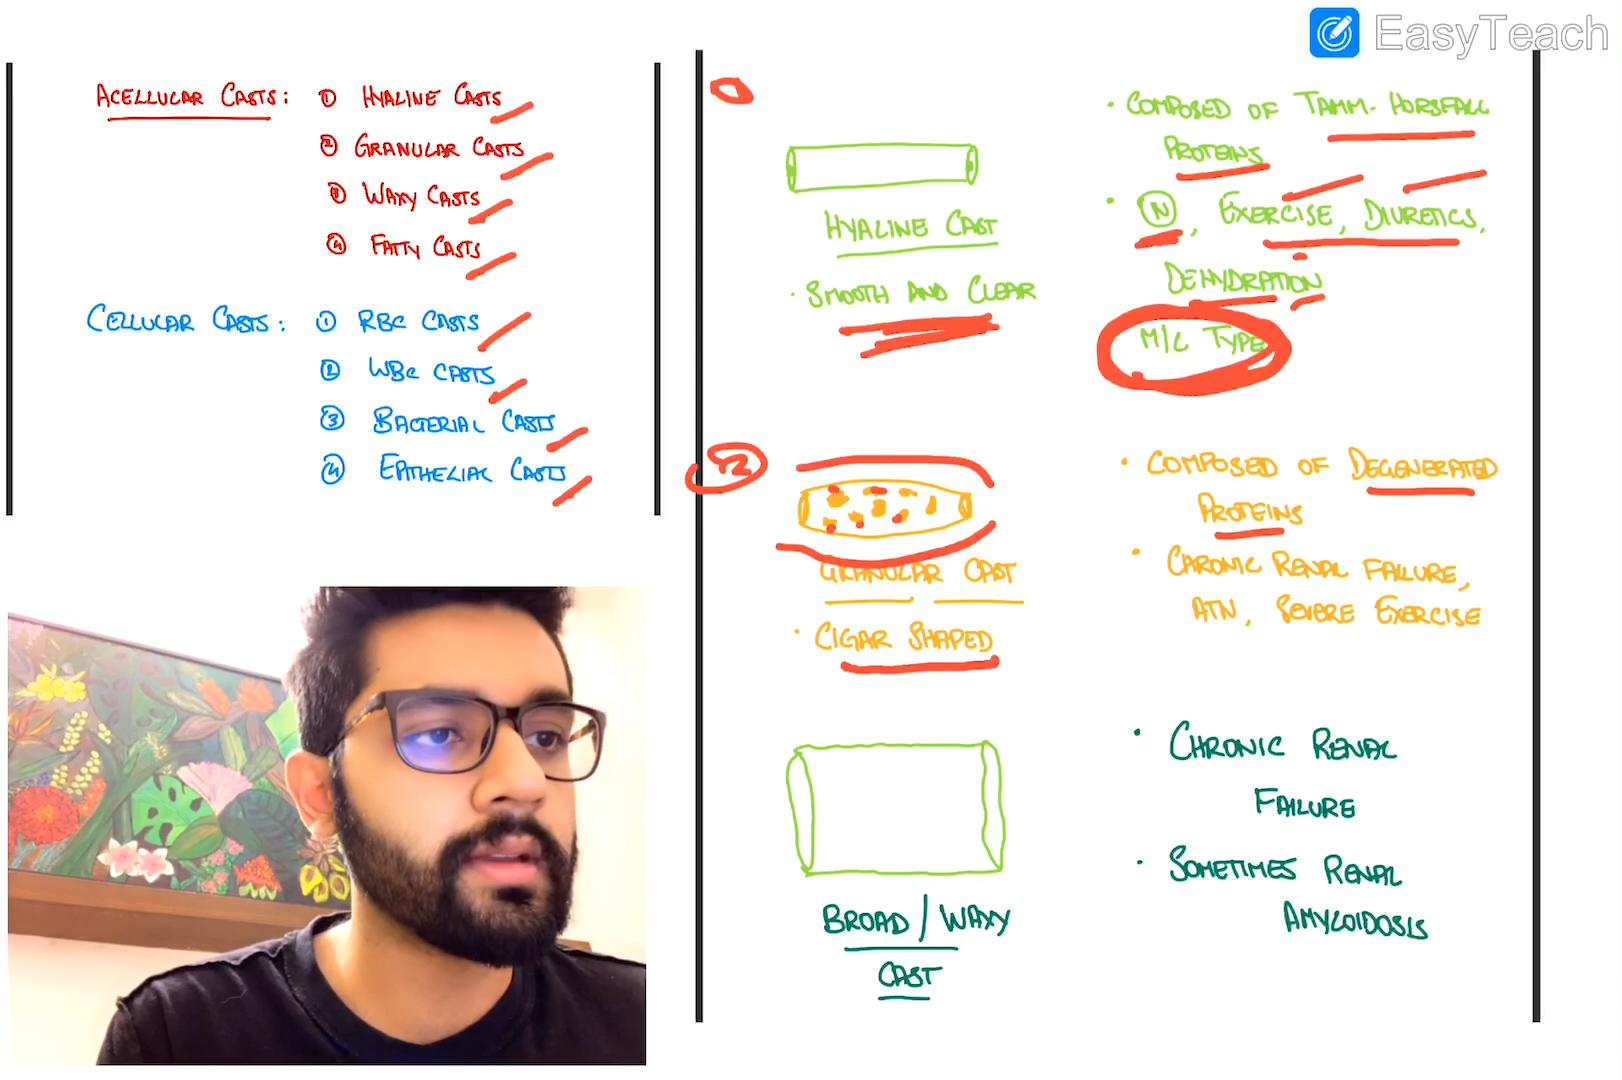 EasyTeach
ACELLULAR CASTS: ① HYALINE CASTS
② GRANULAR CASTS
③ WAXY CASTS
④ FATTY CASTS
CELLULAR CASTS: ① RBC CASTS
② WBC CASTS
③ BACTERIAL CASTS
④ EPITHELIAL CASTS
HYALINE CAST
• SMOOTH AND CLEAR
• COMPOSED OF TAMM-HORSFALL
PROTEINS
• Ⓝ, EXERCISE, DIURETICS,
DEHYDRATION
M/C TYPE
2
GRANULAR CAST
• CIGAR SHAPED
• COMPOSED OF DEGENERATED
PROTEINS
• CHRONIC RENAL FAILURE,
ATN, SEVERE EXERCISE
BROAD/WAXY
CAST
• CHRONIC RENAL
FAILURE
• SOMETIMES RENAL
AMYLOIDOSIS